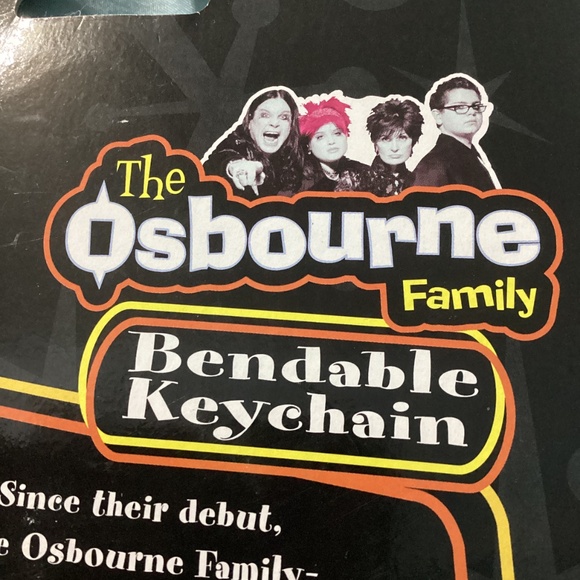 The
Osbourne
Family
Bendable
Keychain
Since their debut,
Osbourne Family-